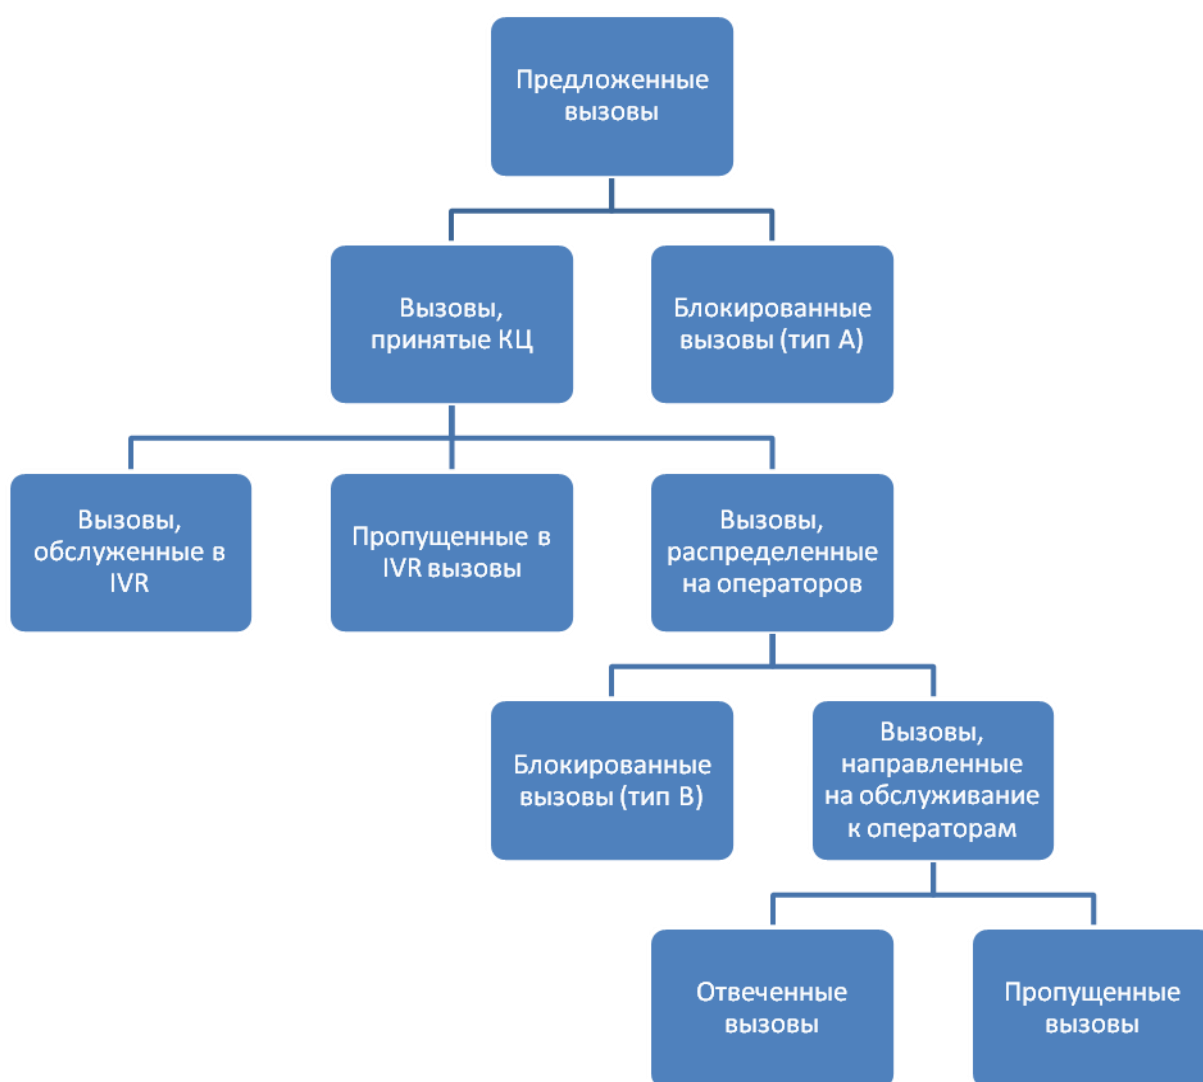 Предложенные
вызовы
Вызовы,
принятые КЦ
Блокированные
вызовы (тип А)
Вызовы,
обслуженные в
IVR
Пропущенные в
IVR вызовы
Вызовы,
распределенные
на операторов
Блокированные
вызовы (тип В)
Вызовы,
направленные
на обслуживание
к операторам
Отвеченные
вызовы
Пропущенные
вызовы